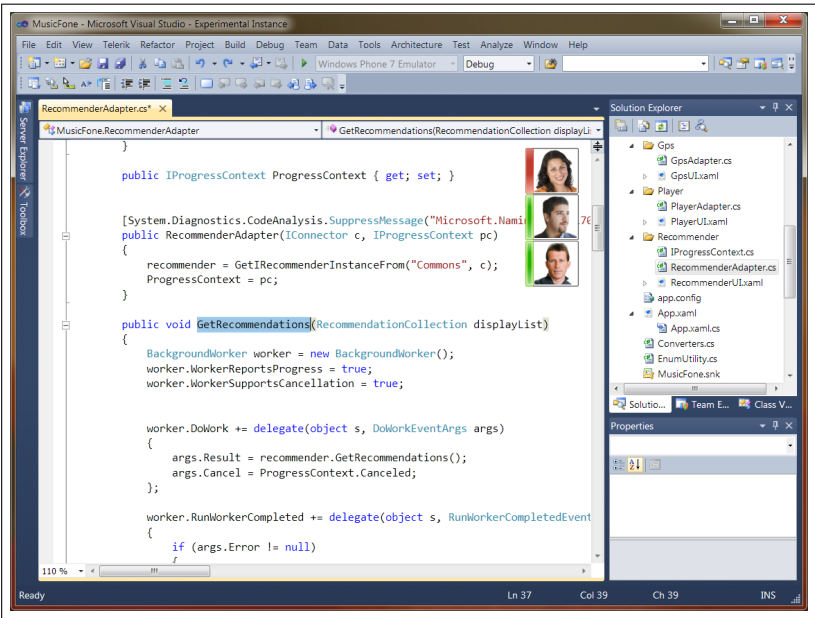 MusicFone - Microsoft Visual Studio - Experimental Instance
File Edit View Telerik Refactor Project Build Debug Team Data Tools Architecture Test Analyze Window Help
Windows Phone 7 Emulator Debug
Server Explorer
Toolbox
RecommenderAdapter.cs*
MusicFone.RecommenderAdapter GetRecommendations(RecommendationCollection displayLi
}
public IProgressContext ProgressContext { get; set; }
[System.Diagnostics.CodeAnalysis.SuppressMessage("Microsoft.Nami
public RecommenderAdapter(IConnector c, IProgressContext pc)
{
recommender = GetIRecommenderInstanceFrom("Commons", c);
ProgressContext = pc;
}
public void GetRecommendations(RecommendationCollection displayList)
{
BackgroundWorker worker = new BackgroundWorker();
worker.WorkerReportsProgress = true;
worker.WorkerSupportsCancellation = true;
worker.DoWork += delegate(object s, DoWorkEventArgs args)
{
args.Result = recommender.GetRecommendations();
args.Cancel = ProgressContext.Canceled;
};
worker.RunWorkerCompleted += delegate(object s, RunWorkerCompletedEvent
{
if (args.Error != null)
{
110 %
Solution Explorer
Gps
GpsAdapter.cs
GpsUI.xaml
Player
PlayerAdapter.cs
PlayerUI.xaml
Recommender
IProgressContext.cs
RecommenderAdapter.cs
RecommenderUI.xaml
app.config
App.xaml
App.xaml.cs
Converters.cs
EnumUtility.cs
MusicFone.snk
Solutio... Team E... Class V...
Properties
Ready Ln 37 Col 39 Ch 39 INS